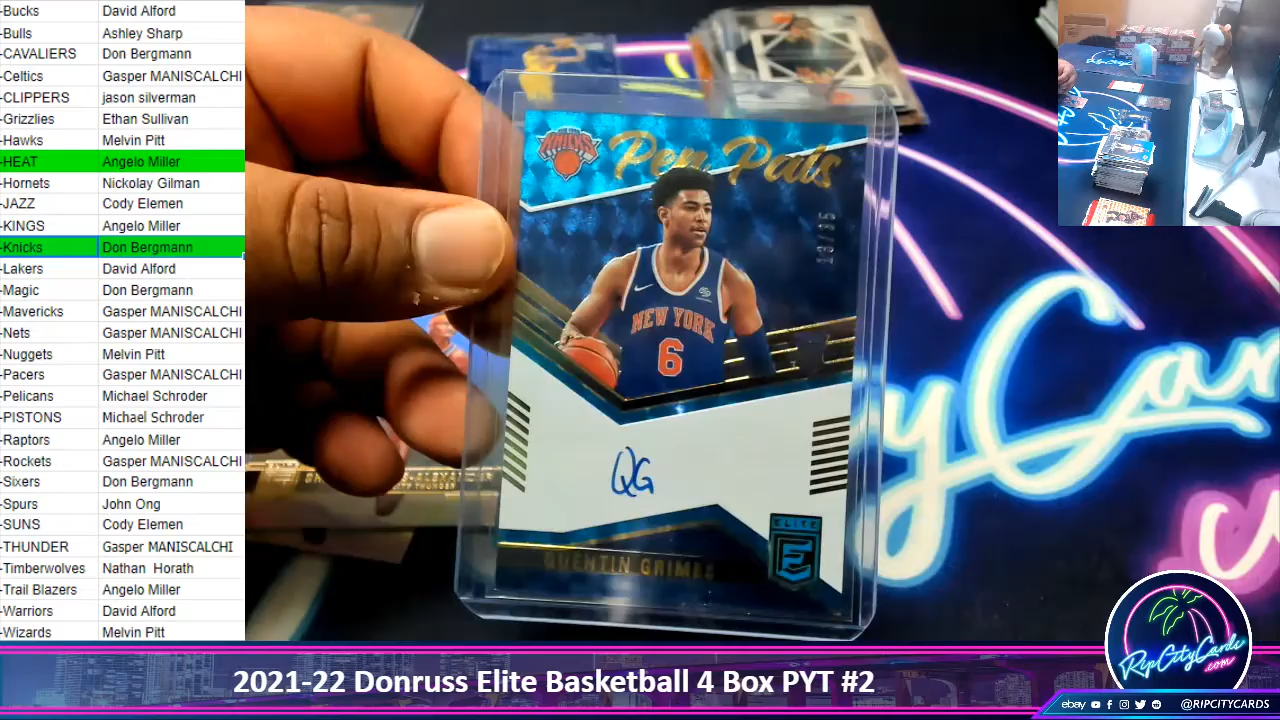 -Bucks David Alford
-Bulls Ashley Sharp
-CAVALIERS Don Bergmann
-Celtics Gasper MANISCALCHI
-CLIPPERS jason silverman
-Grizzlies Ethan Sullivan
-Hawks Melvin Pitt
-HEAT Angelo Miller
-Hornets Nickolay Gilman
-JAZZ Cody Elemen
-KINGS Angelo Miller
-Knicks Don Bergmann
-Lakers David Alford
-Magic Don Bergmann
-Mavericks Gasper MANISCALCHI
-Nets Gasper MANISCALCHI
-Nuggets Melvin Pitt
-Pacers Gasper MANISCALCHI
-Pelicans Michael Schroder
-PISTONS Michael Schroder
-Raptors Angelo Miller
-Rockets Gasper MANISCALCHI
-Sixers Don Bergmann
-Spurs John Ong
-SUNS Cody Elemen
-THUNDER Gasper MANISCALCHI
-Timberwolves Nathan Horath
-Trail Blazers Angelo Miller
-Warriors David Alford
-Wizards Melvin Pitt
KNICKS
Pen Pals
NEW YORK
6
QG
ELITE
E
QUENTIN GRIMES
yCar
RipCityCards
.com
2021-22 Donruss Elite Basketball 4 Box PYT #2
ebay @RIPCITYCARDS